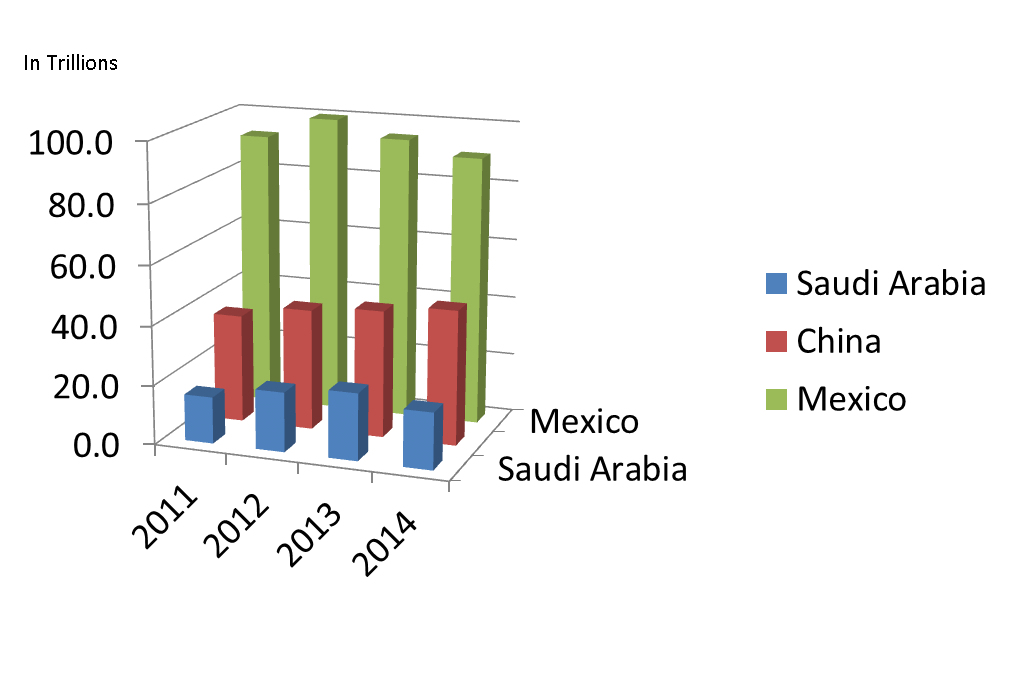 In Trillions
100.0
80.0
60.0
40.0
20.0
0.0
2011
2012
2013
2014
Mexico
Saudi Arabia
Saudi Arabia
China
Mexico